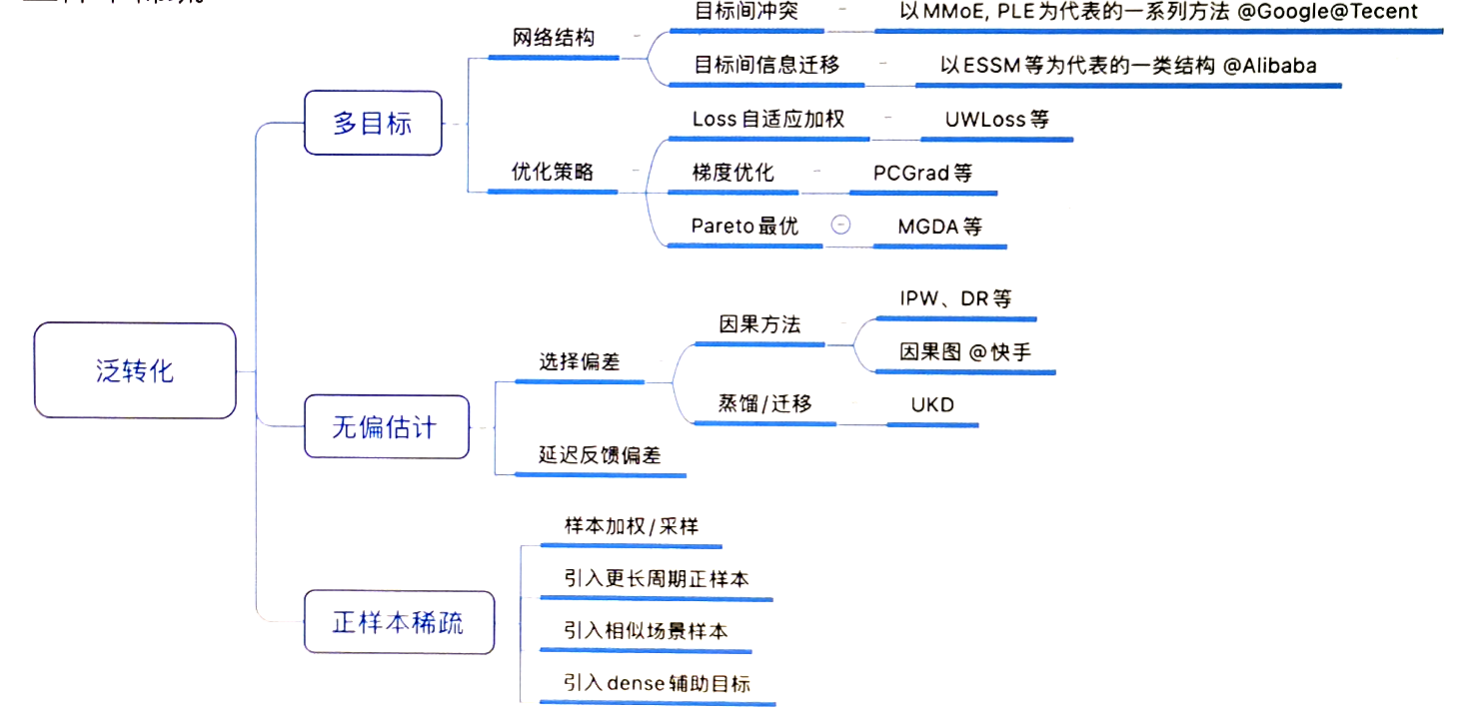 目标间冲突
以MMoE, PLE为代表的一系列方法 @Google@Tecent
网络结构
目标间信息迁移
以ESSM等为代表的一类结构 @Alibaba
多目标
Loss自适应加权
UWLoss等
优化策略
梯度优化
PCGrad等
Pareto最优
MGDA等
泛转化
无偏估计
选择偏差
因果方法
IPW、DR等
因果图 @快手
蒸馏/迁移
UKD
延迟反馈偏差
正样本稀疏
样本加权/采样
引入更长周期正样本
引入相似场景样本
引入dense辅助目标